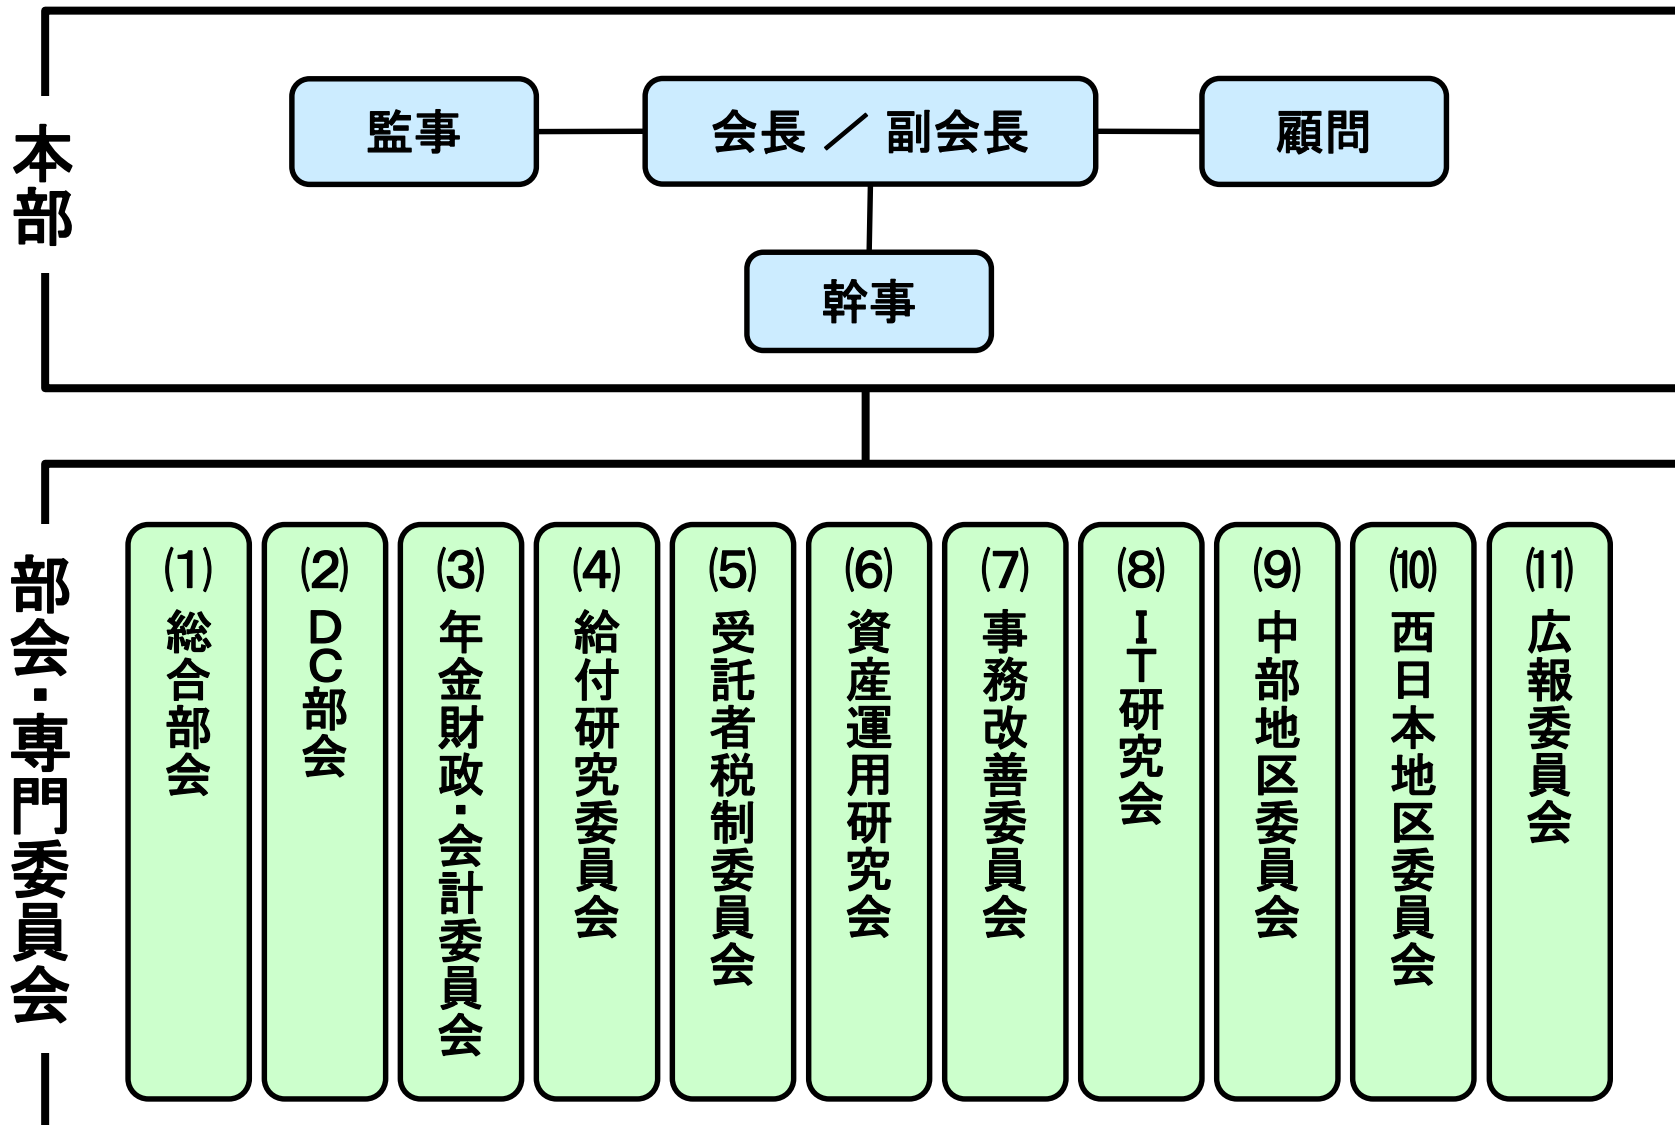 本部
監事
会長 ／ 副会長
顧問
幹事
部会・専門委員会
(1) 総合部会
(2) DC部会
(3) 年金財政・会計委員会
(4) 給付研究委員会
(5) 受託者税制委員会
(6) 資産運用研究会
(7) 事務改善委員会
(8) IT研究会
(9) 中部地区委員会
(10) 西日本地区委員会
(11) 広報委員会